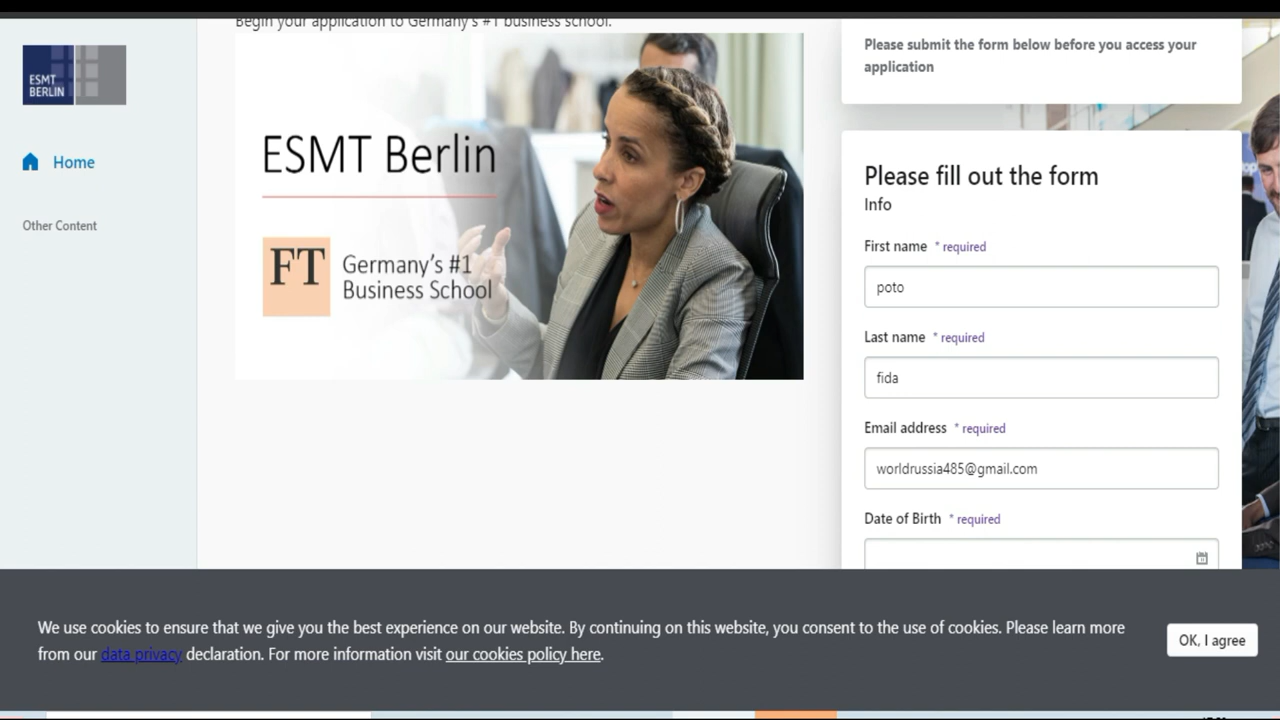 Begin your application to Germany's #1 business school.
ESMT
BERLIN
Home
Other Content
ESMT Berlin
FT
Germany's #1
Business School
Please submit the form below before you access your
application
Please fill out the form
Info
First name * required
poto
Last name * required
fida
Email address * required
worldrussia485@gmail.com
Date of Birth * required
We use cookies to ensure that we give you the best experience on our website. By continuing on this website, you consent to the use of cookies. Please learn more
from our data privacy declaration. For more information visit our cookies policy here.
OK, I agree